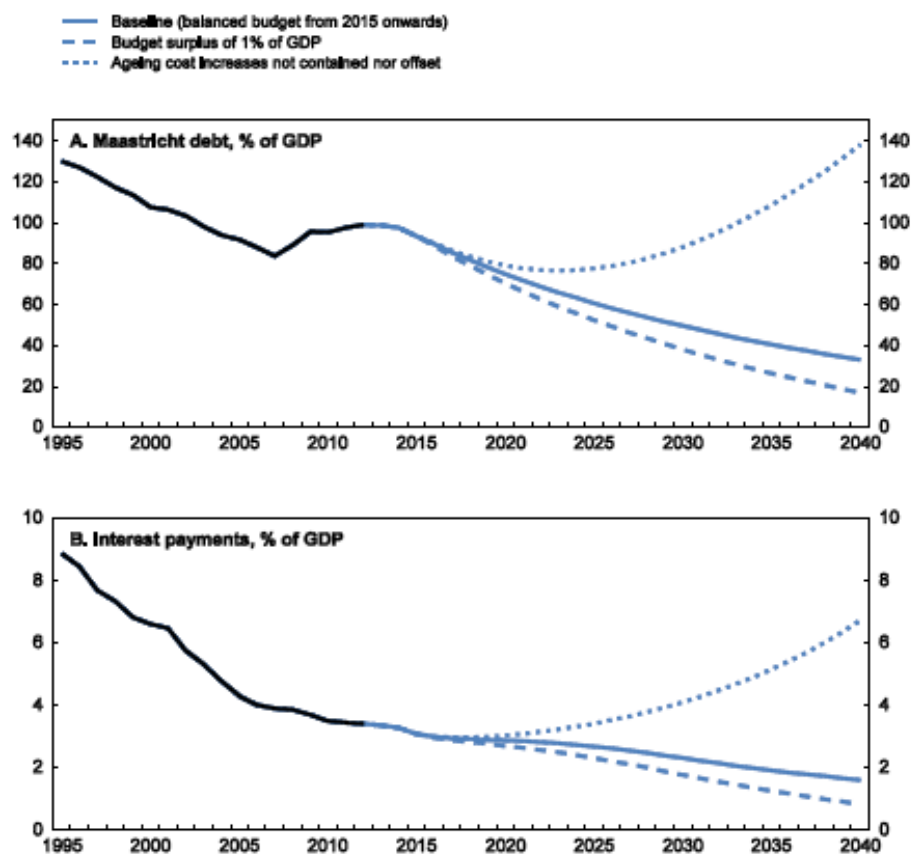 Baseline (balanced budget from 2015 onwards)
Budget surplus of 1% of GDP
Ageing cost increases not contained nor offset
A. Maastricht debt, % of GDP
140 140
120 120
100 100
80 80
60 60
40 40
20 20
0 0
1995 2000 2005 2010 2015 2020 2025 2030 2035 2040
B. Interest payments, % of GDP
10 10
8 8
6 6
4 4
2 2
0 0
1995 2000 2005 2010 2015 2020 2025 2030 2035 2040